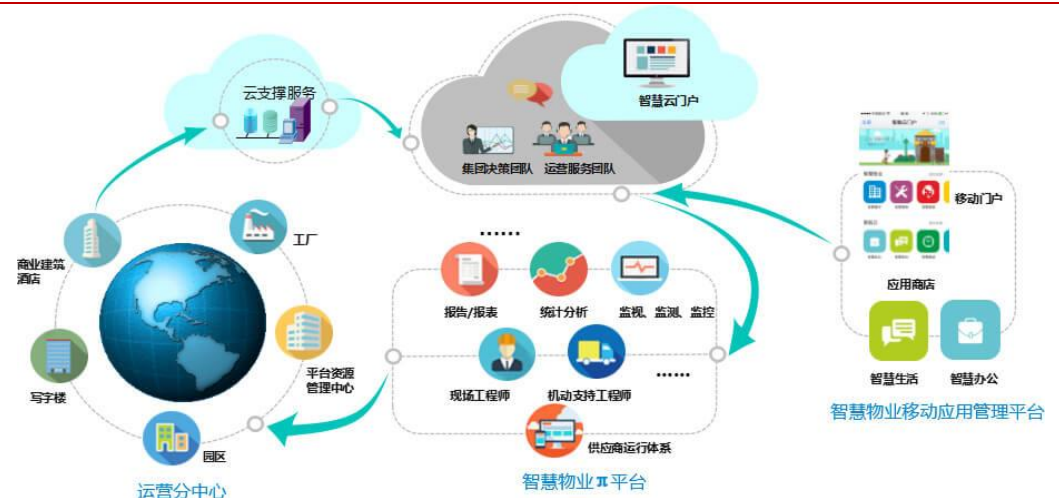 云支撑服务
智慧云门户
集团决策团队
运营服务团队
智慧云门户
移动门户
应用商店
智慧生活
智慧办公
智慧物业移动应用管理平台
工厂
商业建筑
酒店
写字楼
园区
平台资源
管理中心
运营分中心
......
报告/报表
统计分析
监视、监测、监控
现场工程师
机动支持工程师
......
供应商运行体系
智慧物业π平台